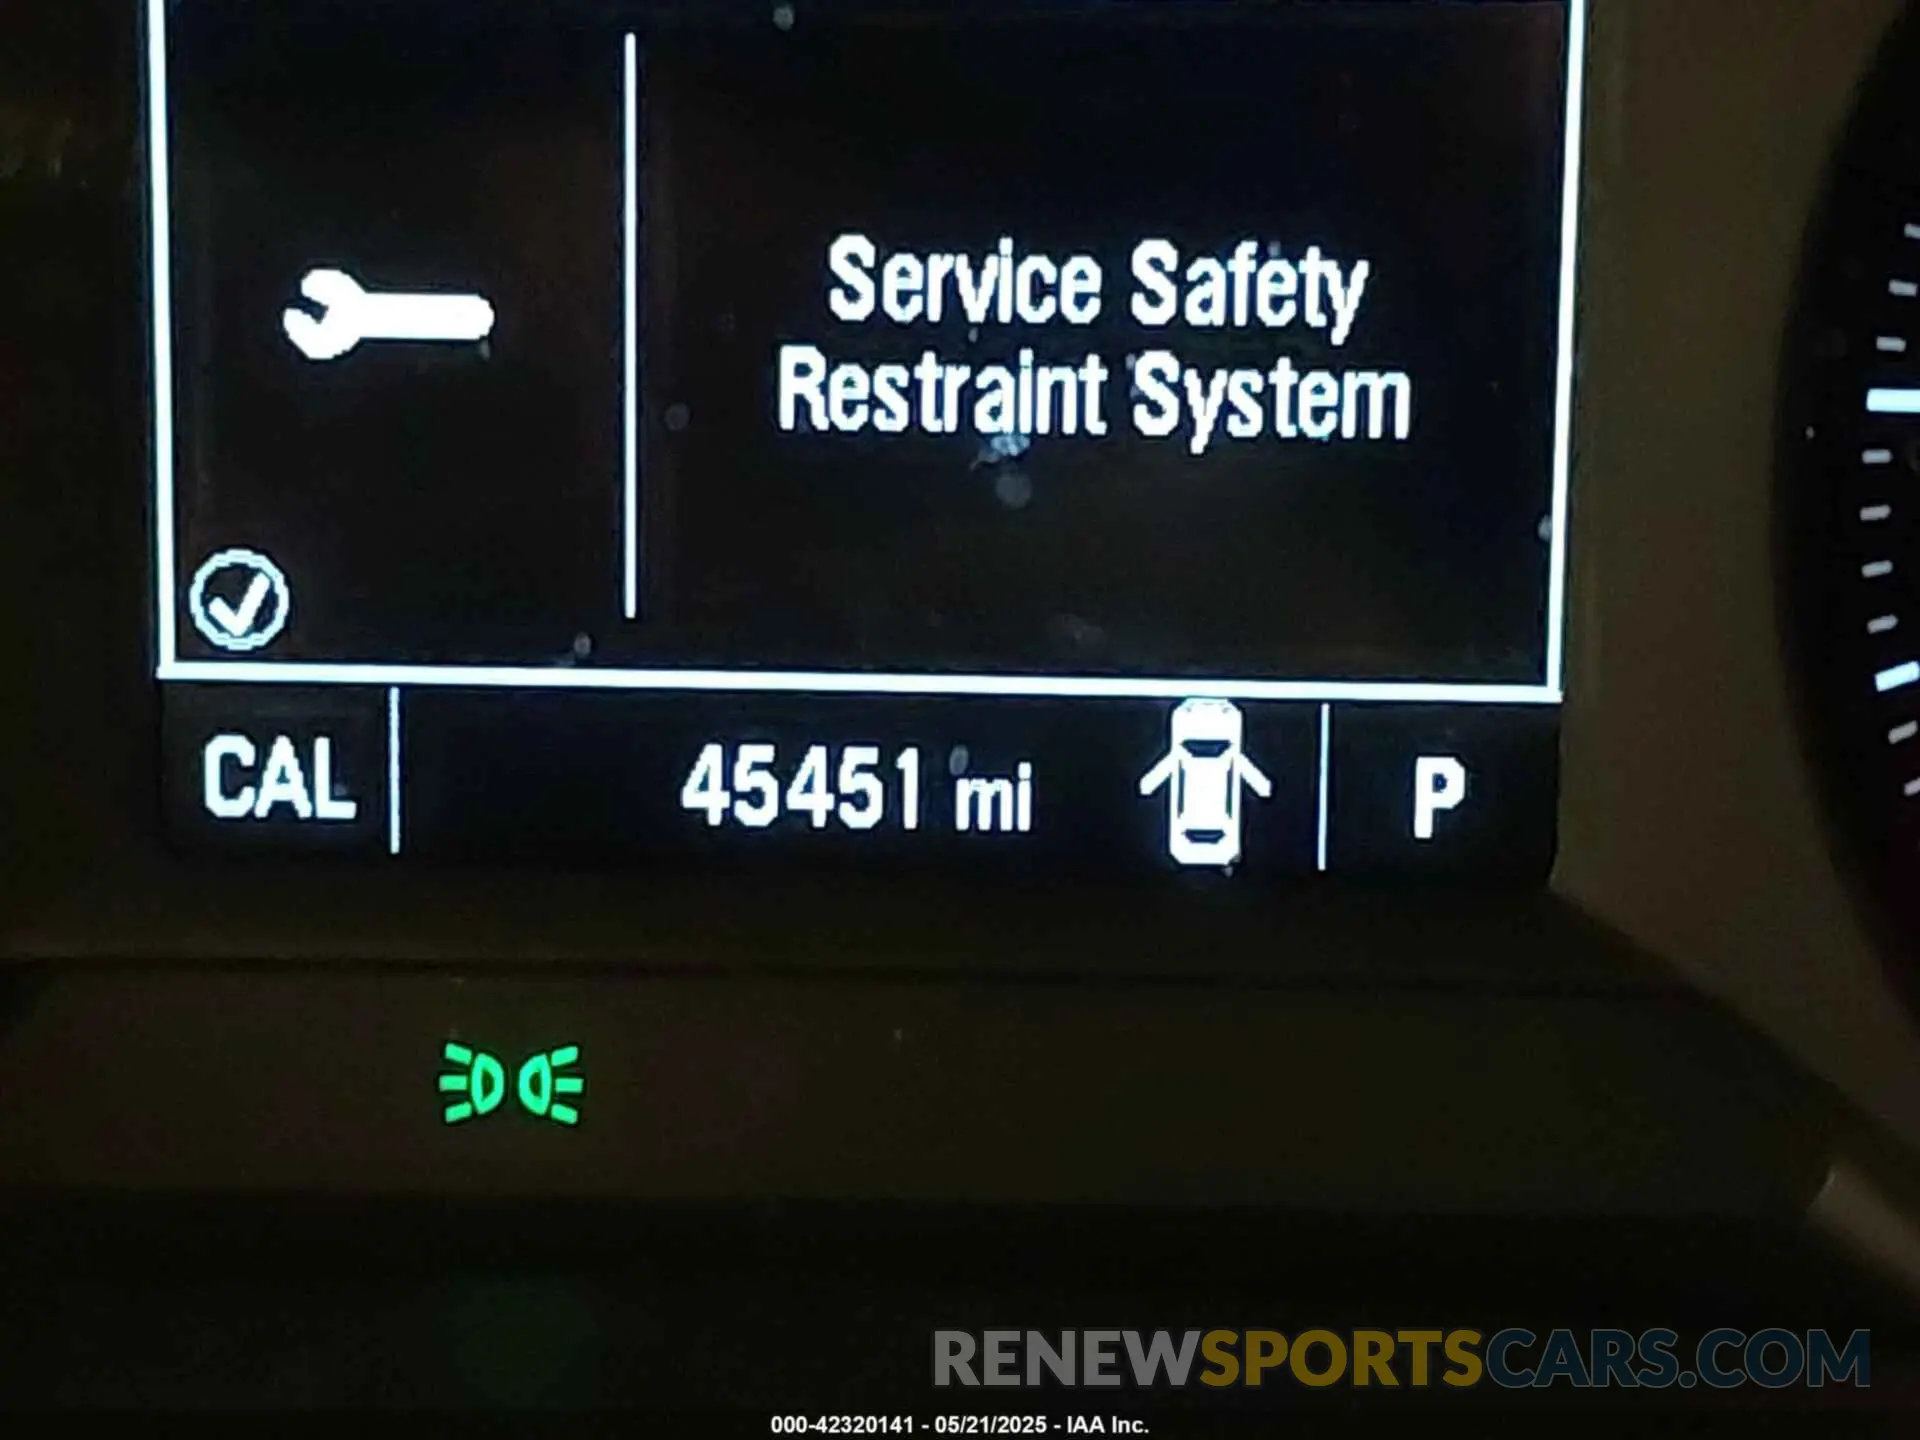 Service Safety
Restraint System
CAL 45451 mi P
RENEWSPORTSCARS.COM
000-42320141 - 05/21/2025 - IAA Inc.